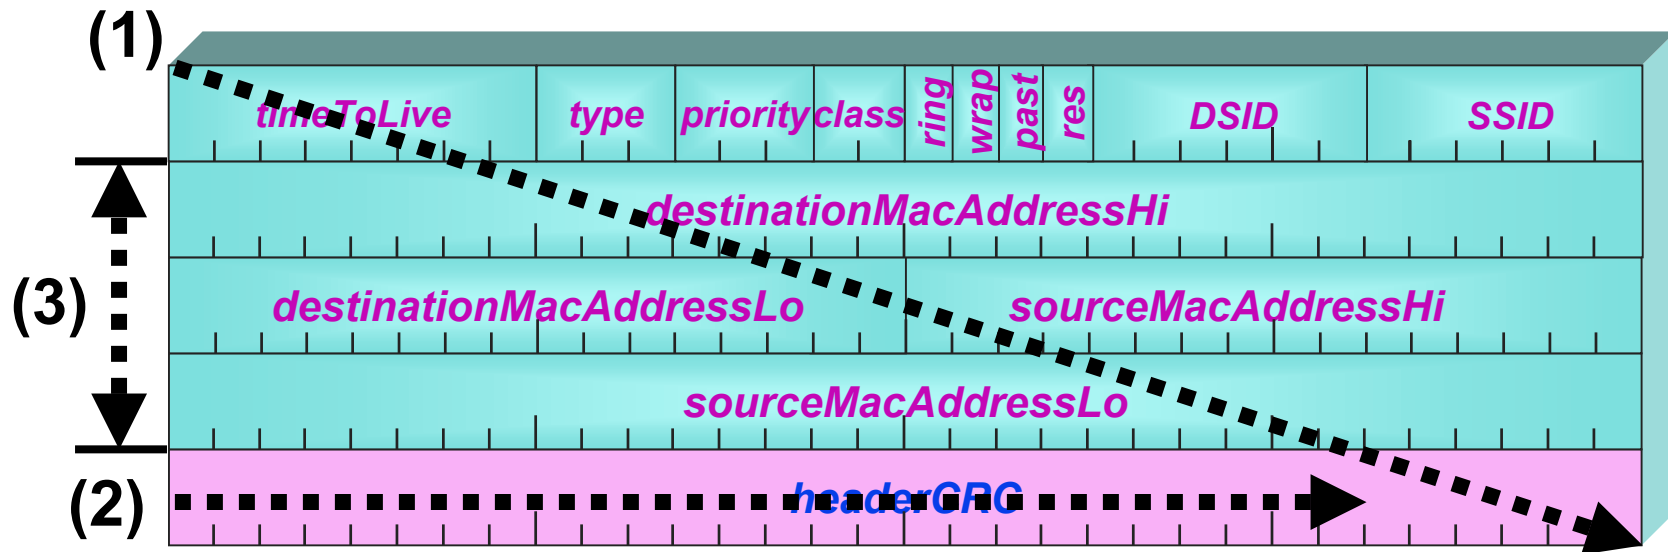 (1)
timeToLive type priority class ring wrap past res DSID SSID
destinationMacAddressHi
(3) destinationMacAddressLo sourceMacAddressHi
sourceMacAddressLo
(2) headerCRC